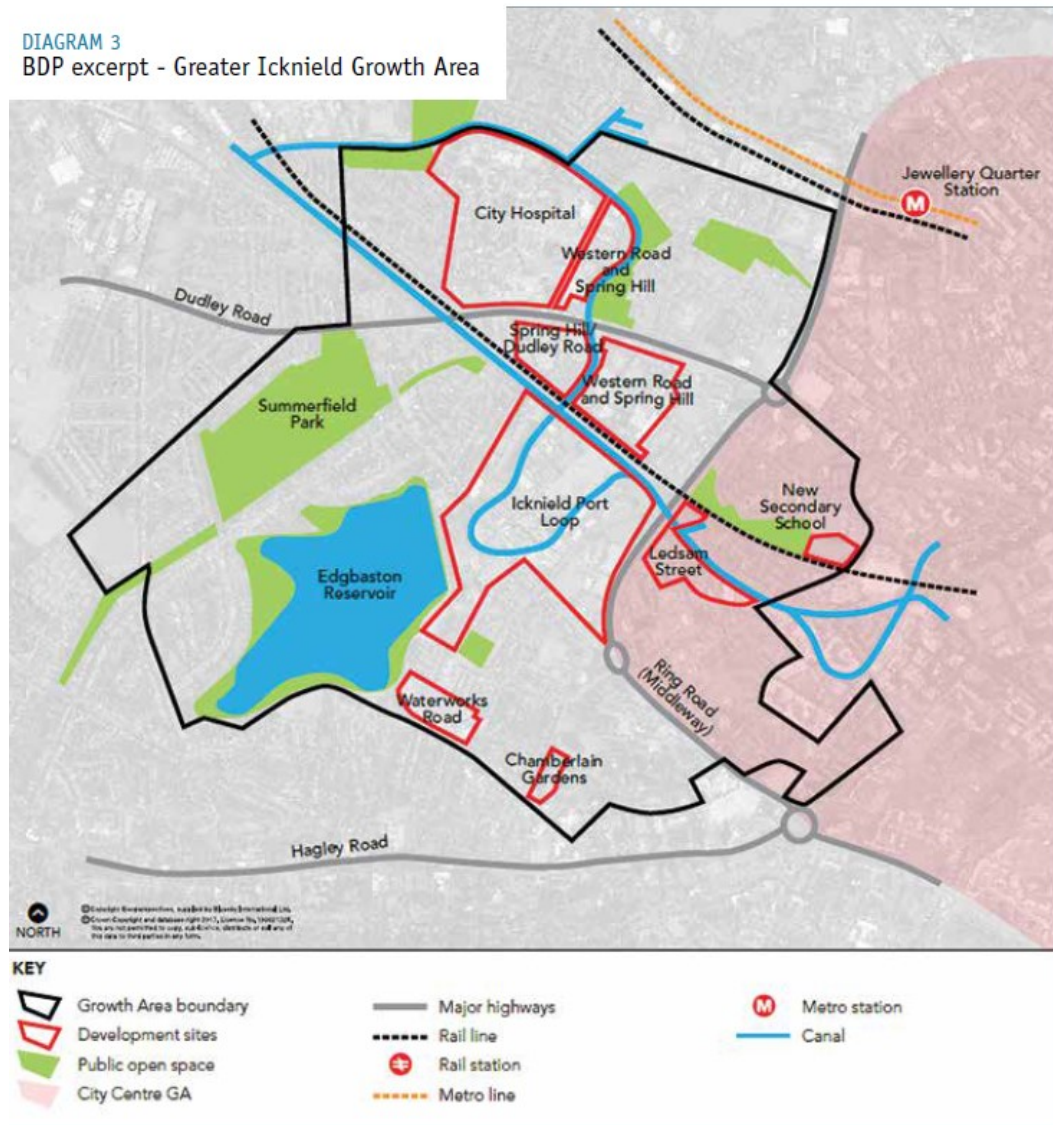 DIAGRAM 3
BDP excerpt - Greater Icknield Growth Area
Jewellery Quarter
Station
M
City Hospital
Western Road
and
Spring Hill
Dudley Road
Spring Hill/
Dudley Road
Western Road
and Spring Hill
Summerfield
Park
Icknield Port
Loop
New
Secondary
School
Ledsam
Street
Edgbaston
Reservoir
Ring Road
(Middleway)
Waterworks
Road
Chamberlain
Gardens
Hagley Road
NORTH
KEY
Growth Area boundary
Development sites
Public open space
City Centre GA
Major highways
Rail line
Rail station
Metro line
M
Metro station
Canal